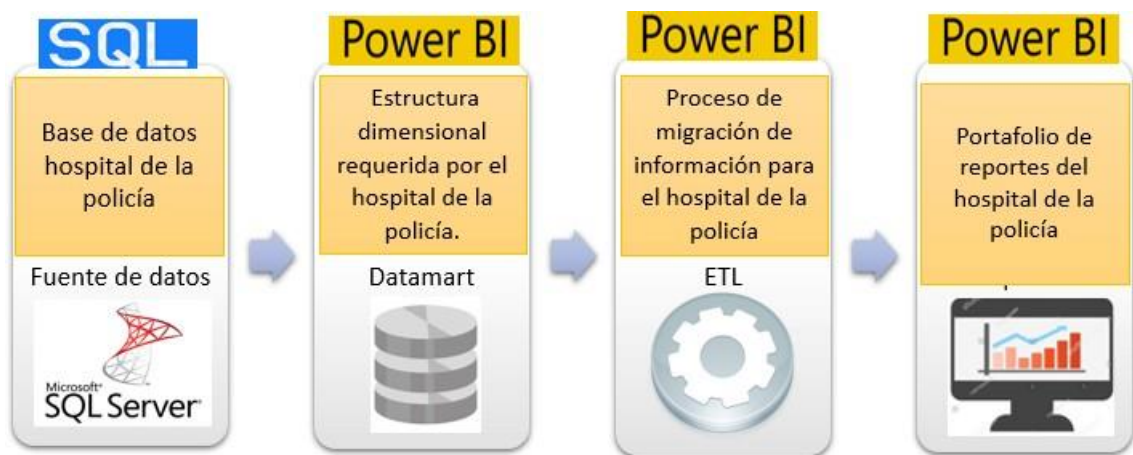 SQL
Base de datos
hospital de la
policía
Fuente de datos
Microsoft®
SQL Server®
Power BI
Estructura
dimensional
requerida por el
hospital de la
policía.
Datamart
Power BI
Proceso de
migración de
información para
el hospital de la
policía
ETL
Power BI
Portafolio de
reportes del
hospital de la
policía